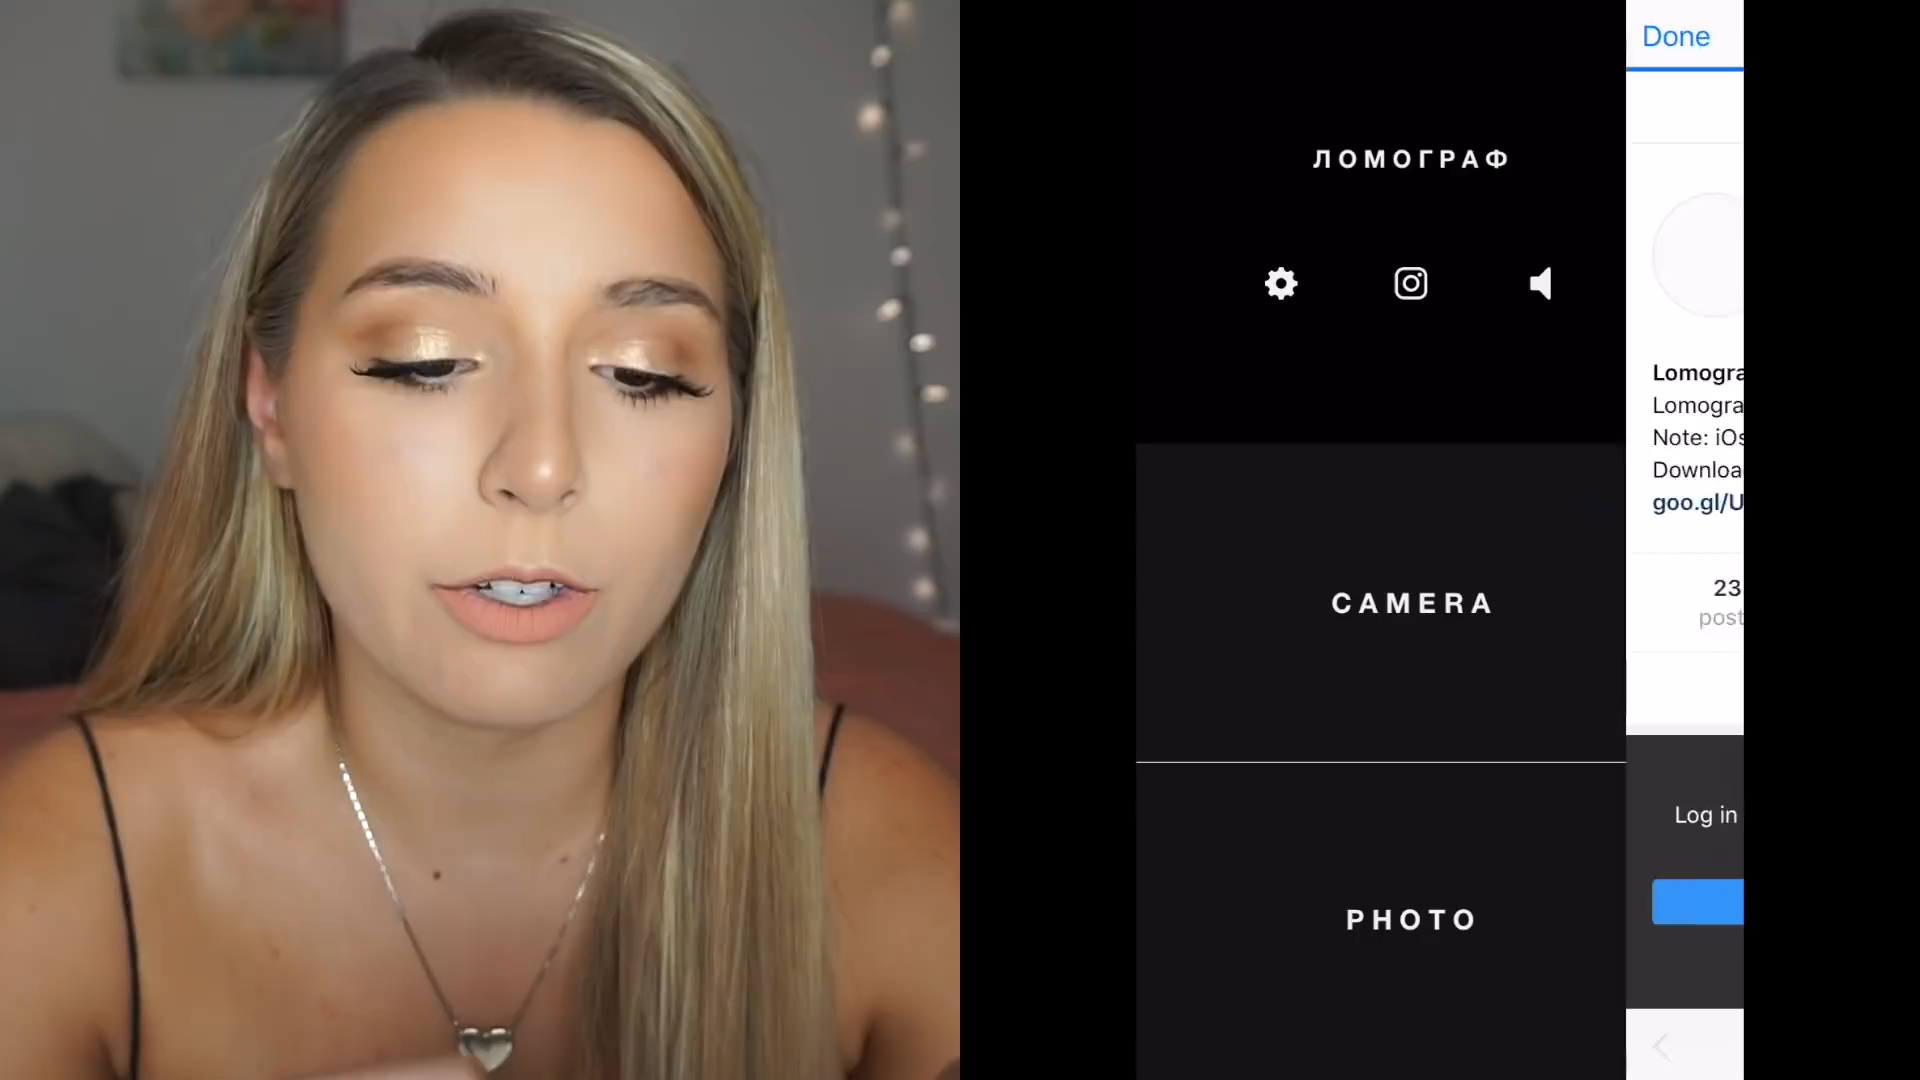 Done
ЛОМОГРАФ
Lomogra
Lomogra
Note: iOs
Downloa
goo.gl/U
23
post
CAMERA
Log in
PHOTO